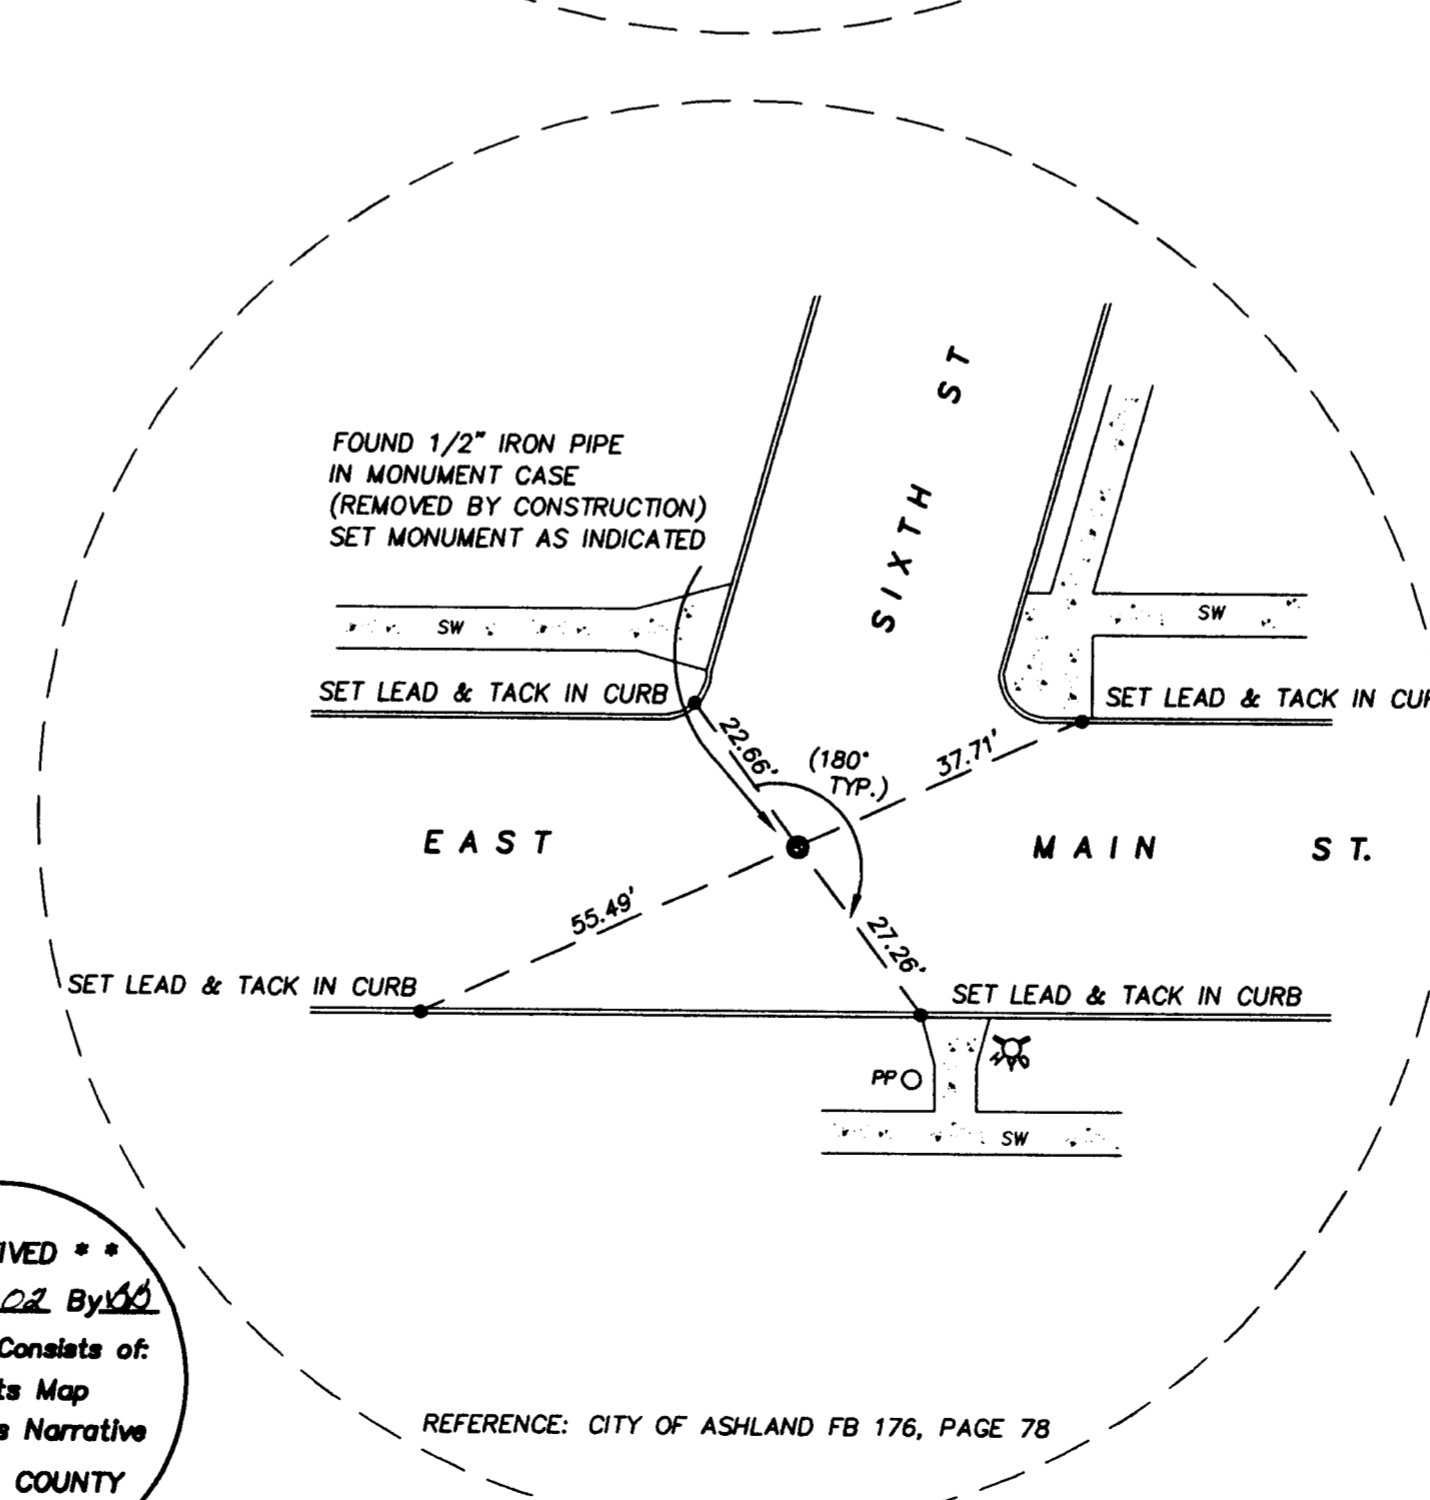 SIXTH ST
FOUND 1/2" IRON PIPE
IN MONUMENT CASE
(REMOVED BY CONSTRUCTION)
SET MONUMENT AS INDICATED
SW
SW
SET LEAD & TACK IN CURB
SET LEAD & TACK IN CUR
22.66'
(180°
TYP.)
37.71'
EAST MAIN ST.
55.49'
27.26'
SET LEAD & TACK IN CURB
SET LEAD & TACK IN CURB
HYD
PP
SW
IVED * *
02 By
Consists of:
ts Map
s Narrative
COUNTY
REFERENCE: CITY OF ASHLAND FB 176, PAGE 78